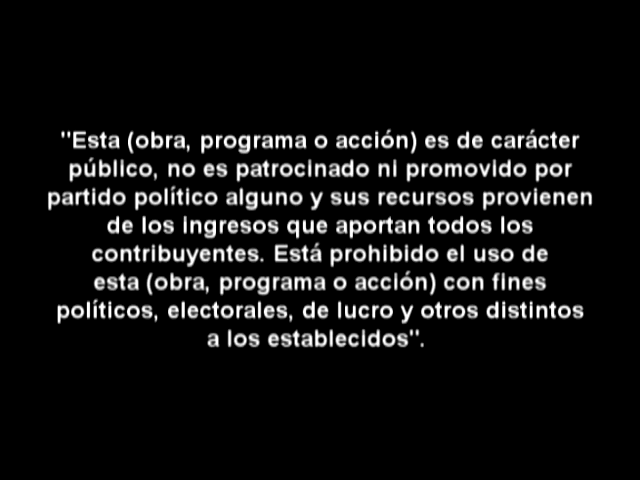 "Esta (obra, programa o acción) es de carácter
público, no es patrocinado ni promovido por
partido político alguno y sus recursos provienen
de los ingresos que aportan todos los
contribuyentes. Está prohibido el uso de
esta (obra, programa o acción) con fines
políticos, electorales, de lucro y otros distintos
a los establecidos".